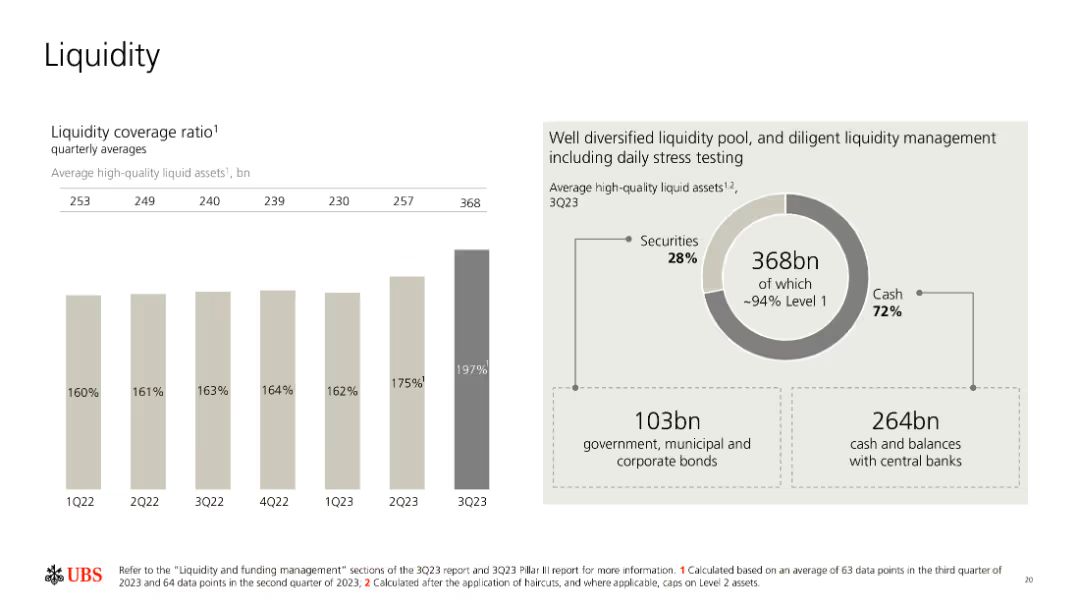 Liquidity
Liquidity coverage ratio1
quarterly averages
Average high-quality liquid assets1, bn
253 249 240 239 230 257 368
160% 161% 163% 164% 162% 175%1 197%1
1Q22 2Q22 3Q22 4Q22 1Q23 2Q23 3Q23
Well diversified liquidity pool, and diligent liquidity management
including daily stress testing
Average high-quality liquid assets1,2,
3Q23
Securities
28%
368bn
of which
~94% Level 1
Cash
72%
103bn
government, municipal and
corporate bonds
264bn
cash and balances
with central banks
UBS
Refer to the "Liquidity and funding management" sections of the 3Q23 report and 3Q23 Pillar III report for more information. 1 Calculated based on an average of 63 data points in the third quarter of
2023 and 64 data points in the second quarter of 2023; 2 Calculated after the application of haircuts, and where applicable, caps on Level 2 assets.
20